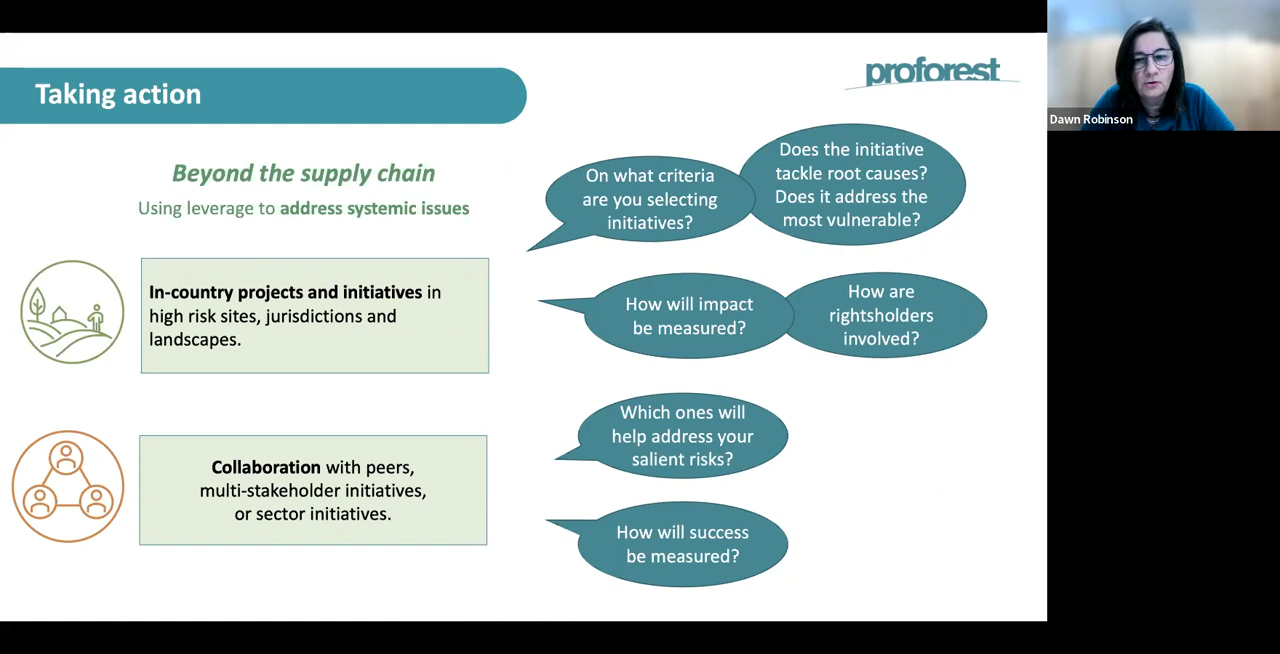 Taking action
proforest
Dawn Robinson
Beyond the supply chain
Using leverage to address systemic issues
In-country projects and initiatives in
high risk sites, jurisdictions and
landscapes.
Collaboration with peers,
multi-stakeholder initiatives,
or sector initiatives.
On what criteria
are you selecting
initiatives?
Does the initiative
tackle root causes?
Does it address the
most vulnerable?
How will impact
be measured?
How are
rightsholders
involved?
Which ones will
help address your
salient risks?
How will success
be measured?